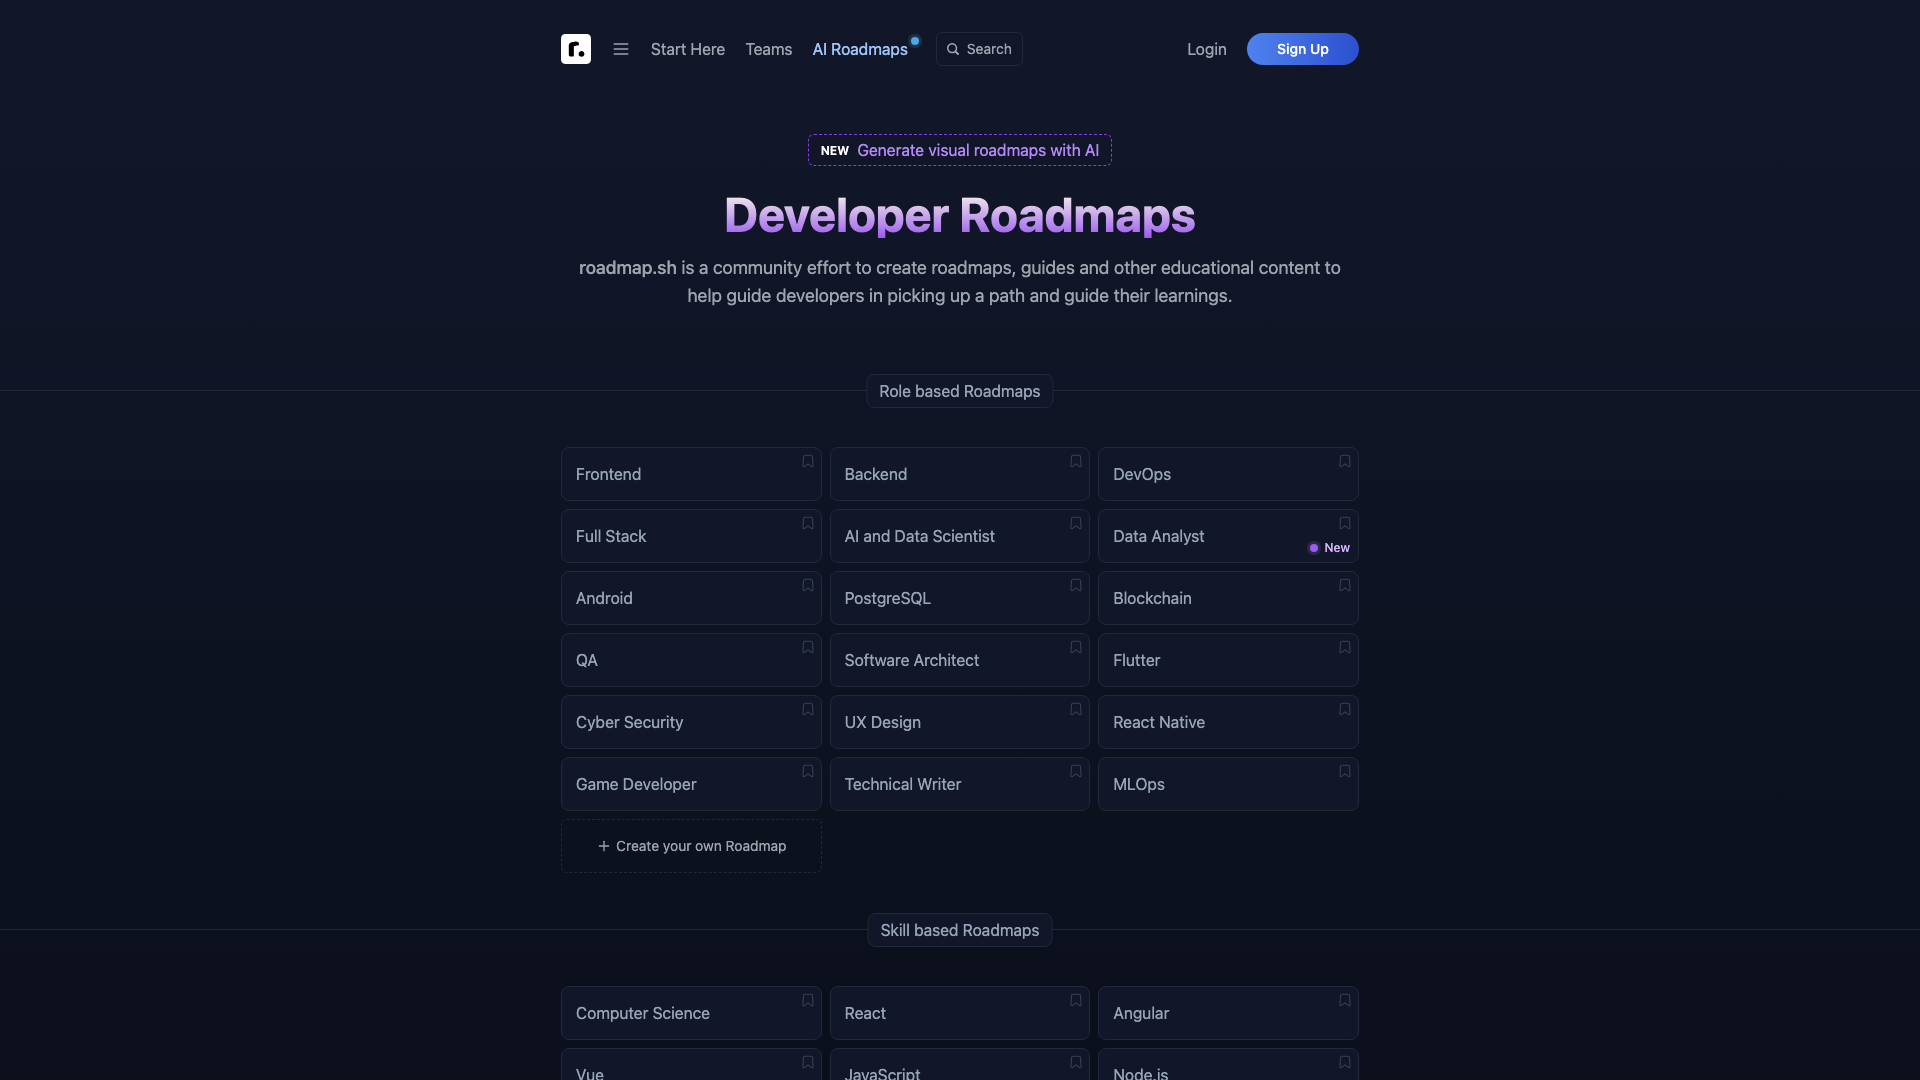 r.
Start Here
Teams
AI Roadmaps
Search
Login
Sign Up
NEW Generate visual roadmaps with AI
Developer Roadmaps
roadmap.sh is a community effort to create roadmaps, guides and other educational content to
help guide developers in picking up a path and guide their learnings.
Role based Roadmaps
Frontend
Backend
DevOps
Full Stack
AI and Data Scientist
Data Analyst
New
Android
PostgreSQL
Blockchain
QA
Software Architect
Flutter
Cyber Security
UX Design
React Native
Game Developer
Technical Writer
MLOps
+ Create your own Roadmap
Skill based Roadmaps
Computer Science
React
Angular
Vue
JavaScript
Node.js